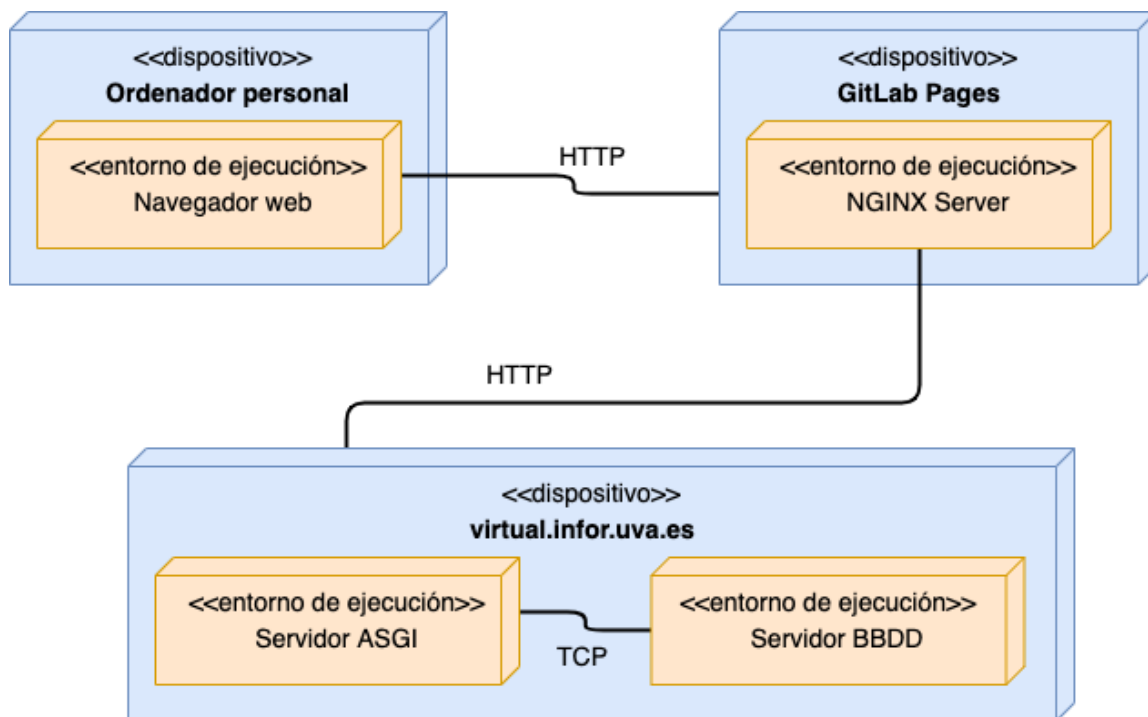 <<dispositivo>>
Ordenador personal
<<entorno de ejecución>>
Navegador web
HTTP
<<dispositivo>>
GitLab Pages
<<entorno de ejecución>>
NGINX Server
HTTP
<<dispositivo>>
virtual.infor.uva.es
<<entorno de ejecución>>
Servidor ASGI
TCP
<<entorno de ejecución>>
Servidor BBDD